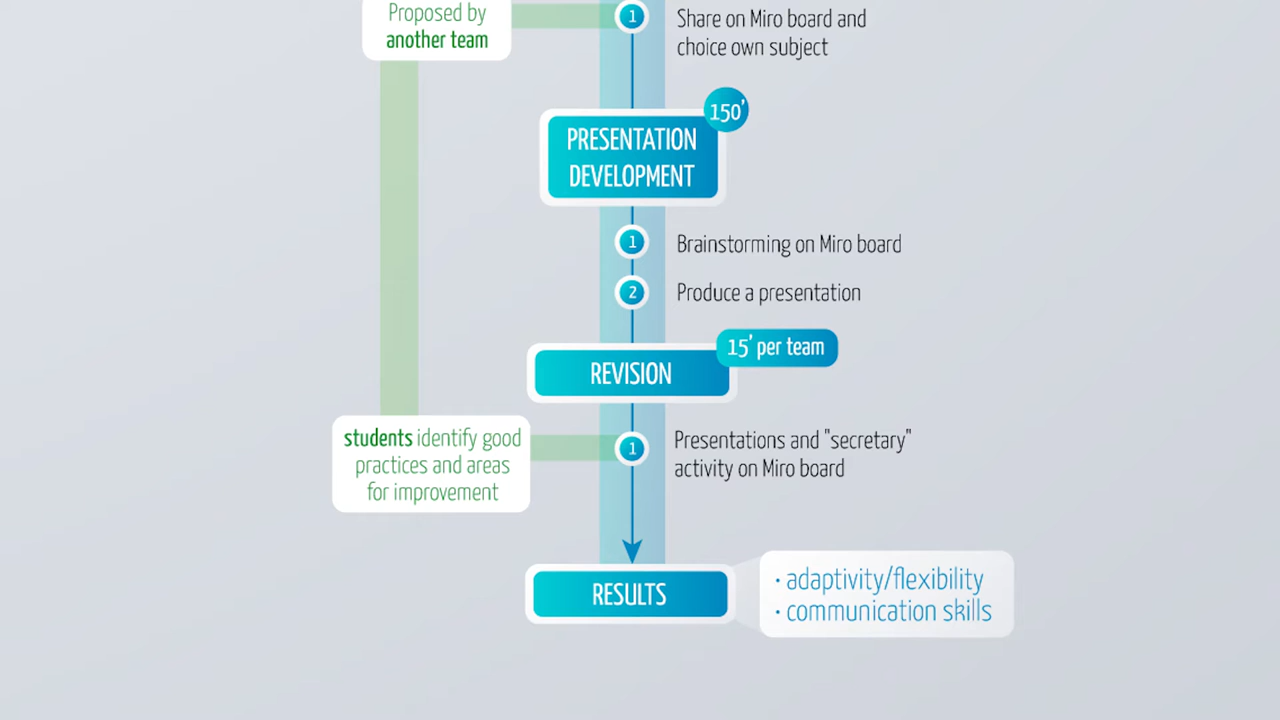 Proposed by
another team
1
Share on Miro board and
choice own subject
150'
PRESENTATION
DEVELOPMENT
1
Brainstorming on Miro board
2
Produce a presentation
15' per team
REVISION
students identify good
practices and areas
for improvement
1
Presentations and "secretary"
activity on Miro board
RESULTS
• adaptivity/flexibility
• communication skills